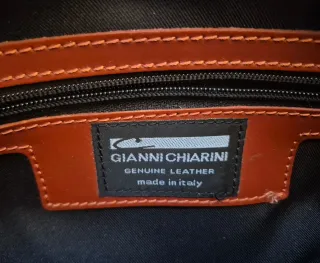 GIANNI CHIARINI
GENUINE LEATHER
made in italy